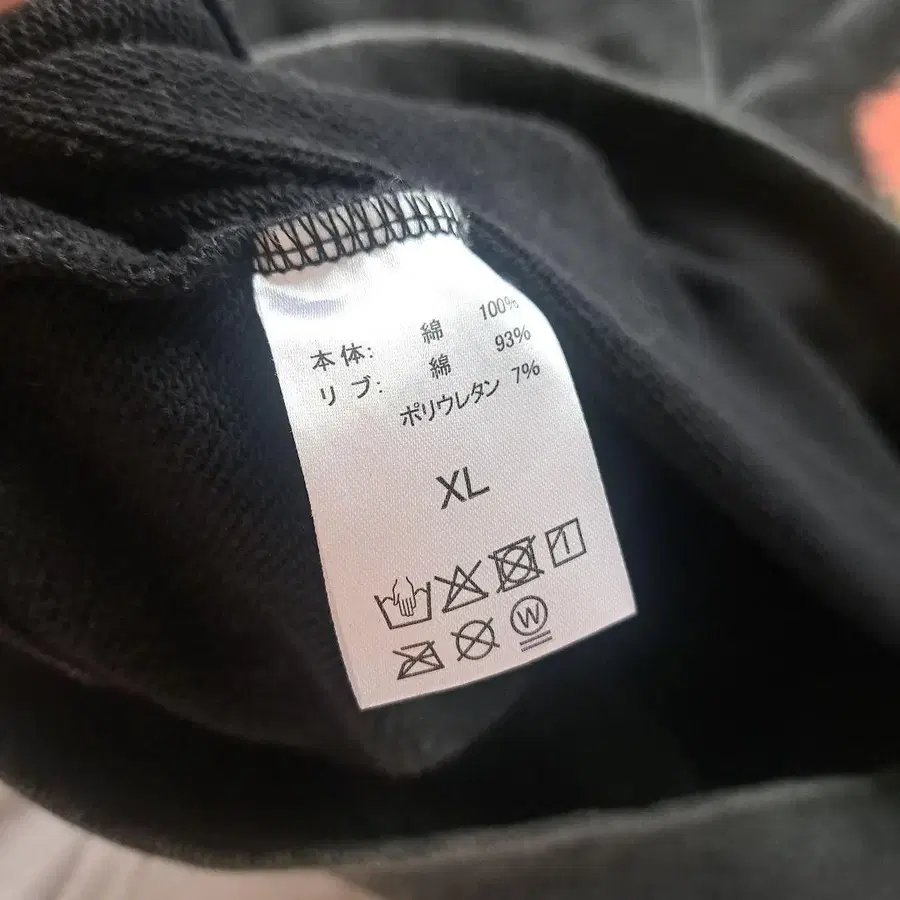 本体: 綿 100%
リブ: 綿 93%
ポリウレタン 7%
XL
W